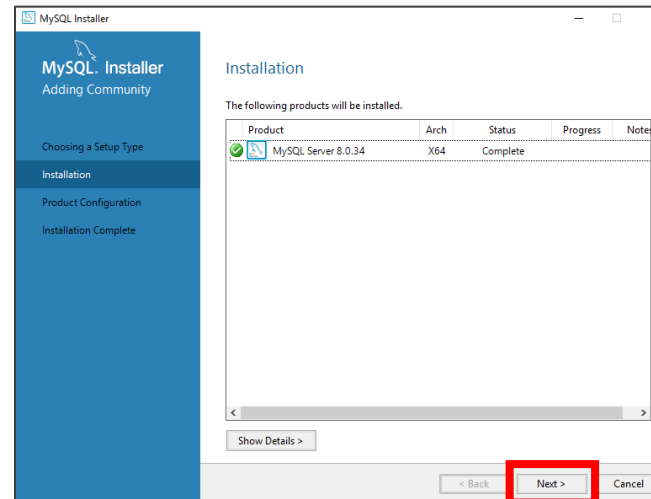 MySQL Installer
MySQL. Installer
Adding Community
Choosing a Setup Type
Installation
Product Configuration
Installation Complete
Installation
The following products will be installed.
Product Arch Status Progress Notes
MySQL Server 8.0.34 X64 Complete
Show Details >
< Back Next > Cancel